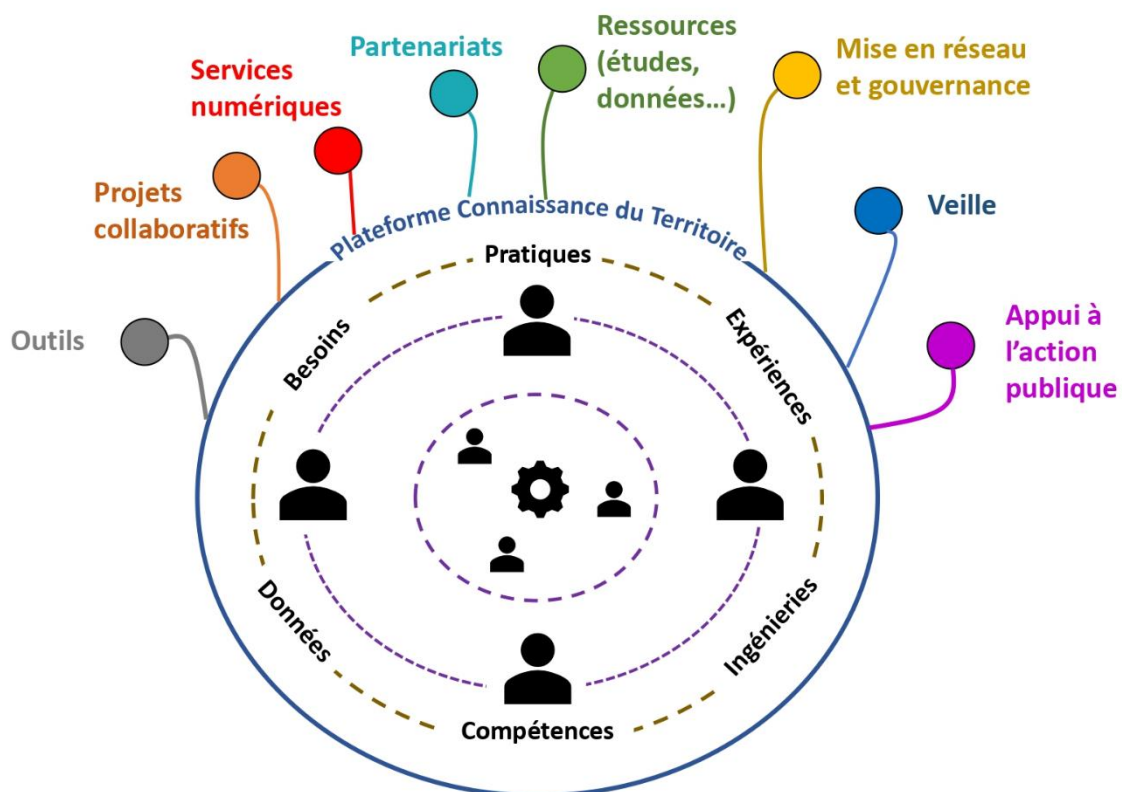 Ressources
(études,
données…)
Partenariats
Mise en réseau
et gouvernance
Services
numériques
Projets
collaboratifs
Veille
Plateforme Connaissance du Territoire
Pratiques
Outils
Besoins
Expériences
Appui à
l’action
publique
Données
Ingénieries
Compétences